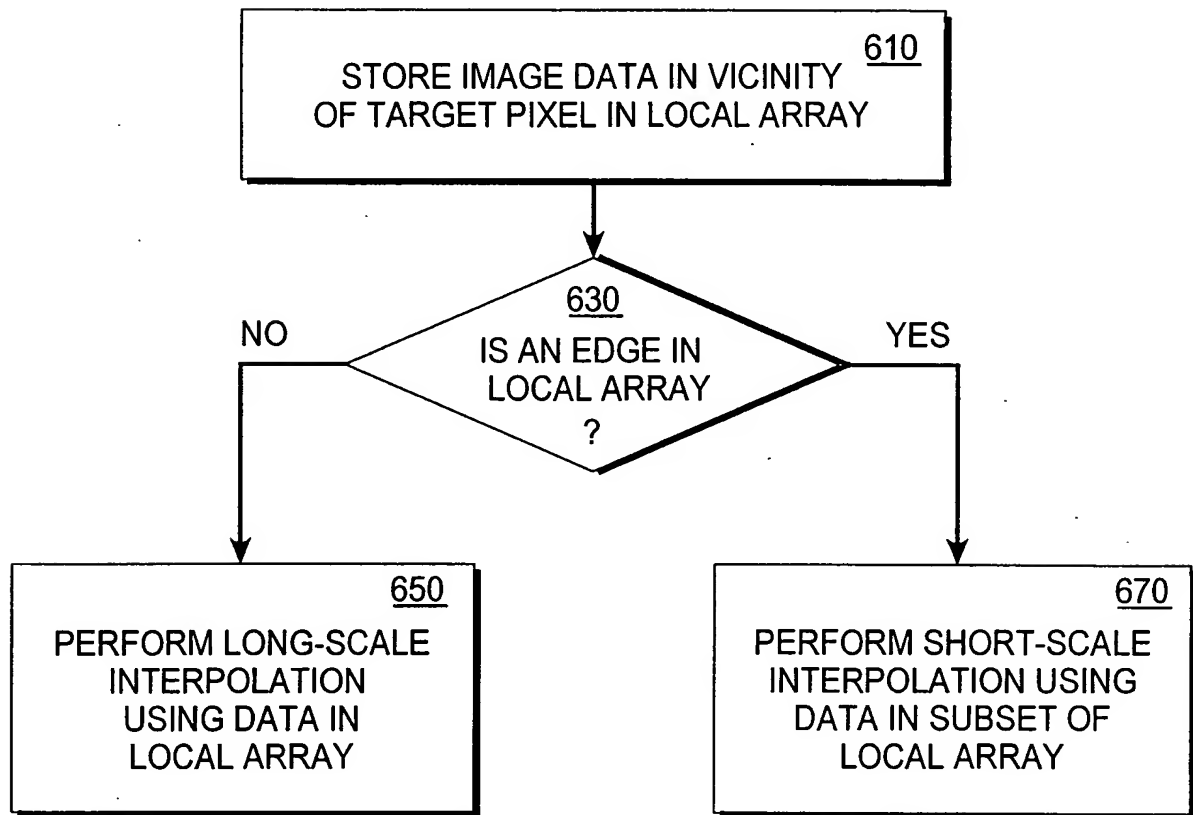 610
STORE IMAGE DATA IN VICINITY
OF TARGET PIXEL IN LOCAL ARRAY
630
IS AN EDGE IN
LOCAL ARRAY
?
NO
YES
650
PERFORM LONG-SCALE
INTERPOLATION
USING DATA IN
LOCAL ARRAY
670
PERFORM SHORT-SCALE
INTERPOLATION USING
DATA IN SUBSET OF
LOCAL ARRAY